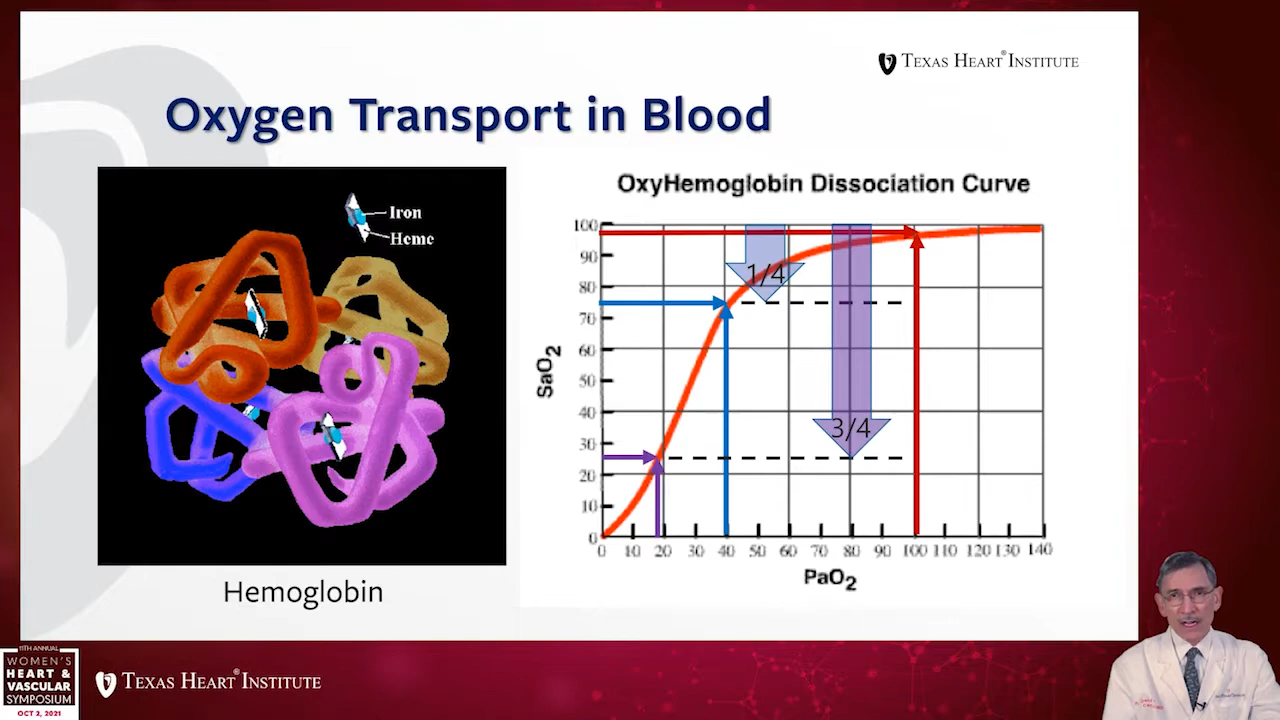 TEXAS HEART® INSTITUTE
Oxygen Transport in Blood
Iron
Heme
Hemoglobin
OxyHemoglobin Dissociation Curve
100
90
80
70
60
50
40
30
20
10
0
SaO2
1/4
3/4
0 10 20 30 40 50 60 70 80 90 100 110 120 130 140
PaO2
11TH ANNUAL
WOMEN'S
HEART &
VASCULAR
SYMPOSIUM
OCT 2, 2021
TEXAS HEART® INSTITUTE